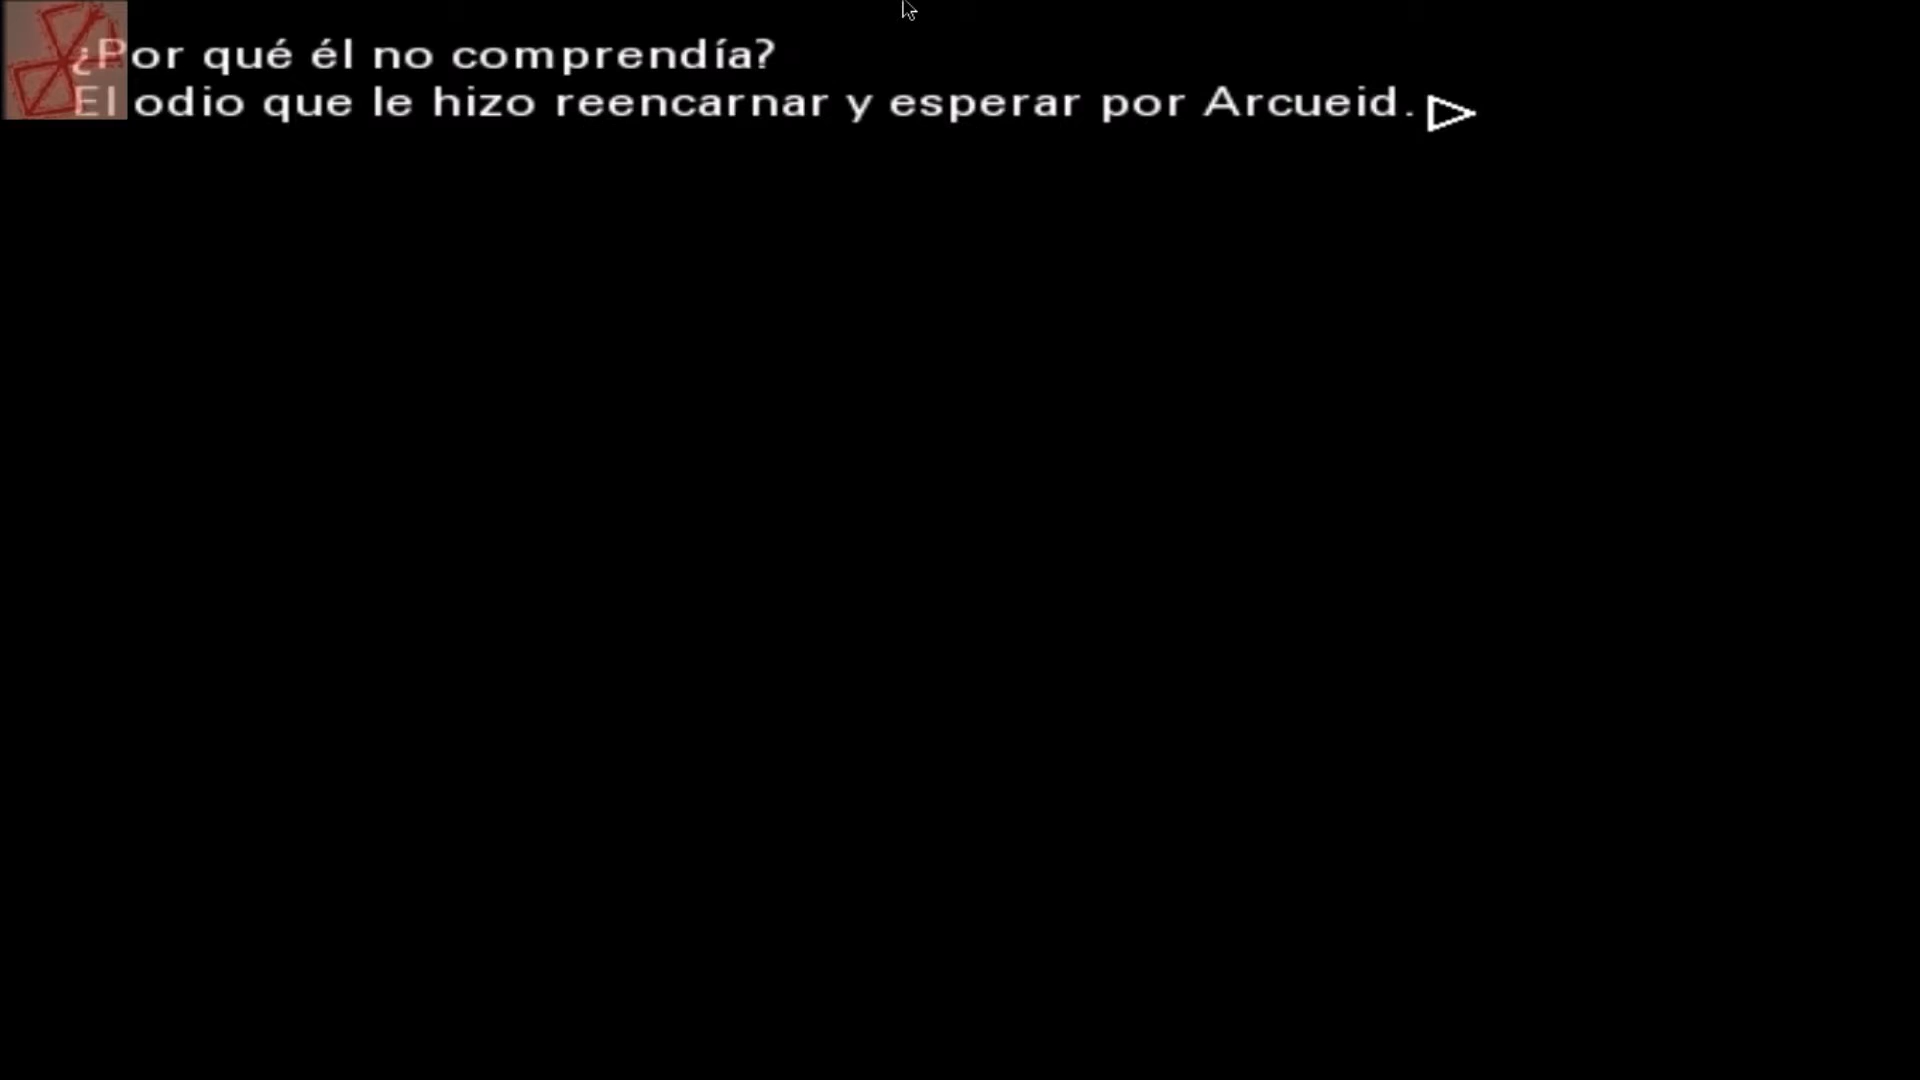 ¿Por qué él no comprendía?
El odio que le hizo reencarnar y esperar por Arcueid.